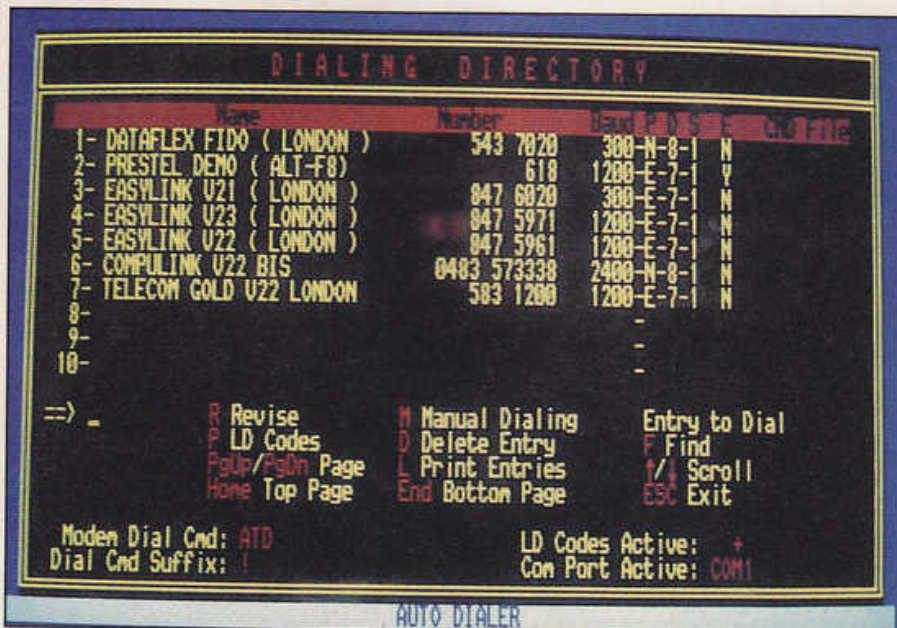 DIALING DIRECTORY
Name Number Baud P D S E CMD File
1- DATAFLEX FIDO ( LONDON ) 543 7020 300-N-8-1 N
2- PRESTEL DEMO ( ALT-F8) 618 1200-E-7-1 Y
3- EASYLINK V21 ( LONDON ) 847 6020 300-E-7-1 N
4- EASYLINK V23 ( LONDON ) 847 5971 1200-E-7-1 N
5- EASYLINK V22 ( LONDON ) 847 5961 1200-E-7-1 N
6- COMPULINK V22 BIS 0483 573338 2400-N-8-1 N
7- TELECOM GOLD V22 LONDON 583 1200 1200-E-7-1 N
8- -
9- -
10- -
==> _ R Revise M Manual Dialing Entry to Dial
P LD Codes D Delete Entry F Find
PgUp/PgDn Page L Print Entries ↑/↓ Scroll
Home Top Page End Bottom Page ESC Exit
Modem Dial Cmd: ATD LD Codes Active: +
Dial Cmd Suffix: ! Com Port Active: COM1
AUTO DIALER